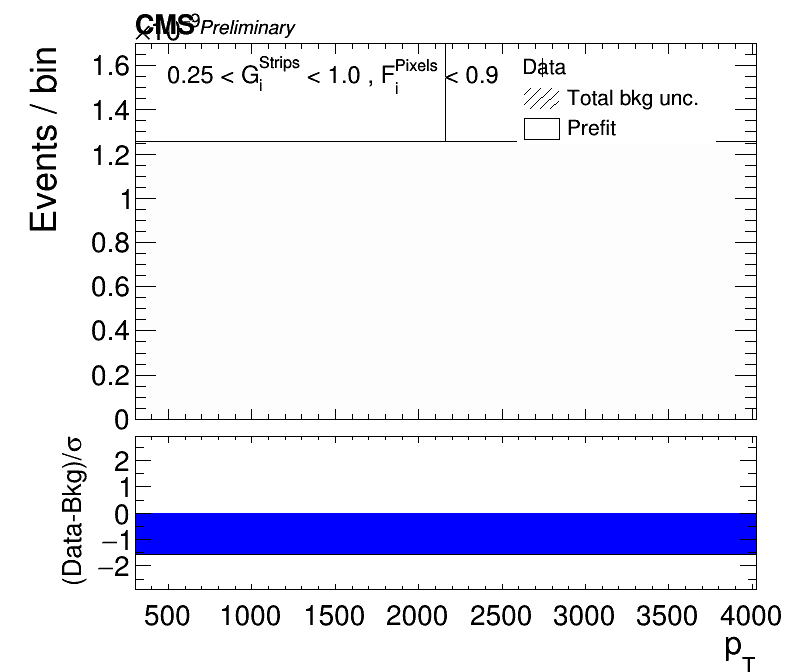 CMS Preliminary
×10⁹
Events / bin
1.6
1.4
1.2
1
0.8
0.6
0.4
0.2
0
0.25 < G_i^Strips < 1.0 , F_i^Pixels < 0.9
Data
Total bkg unc.
Prefit
(Data-Bkg)/σ
2
1
0
−1
−2
500 1000 1500 2000 2500 3000 3500 4000
p_T